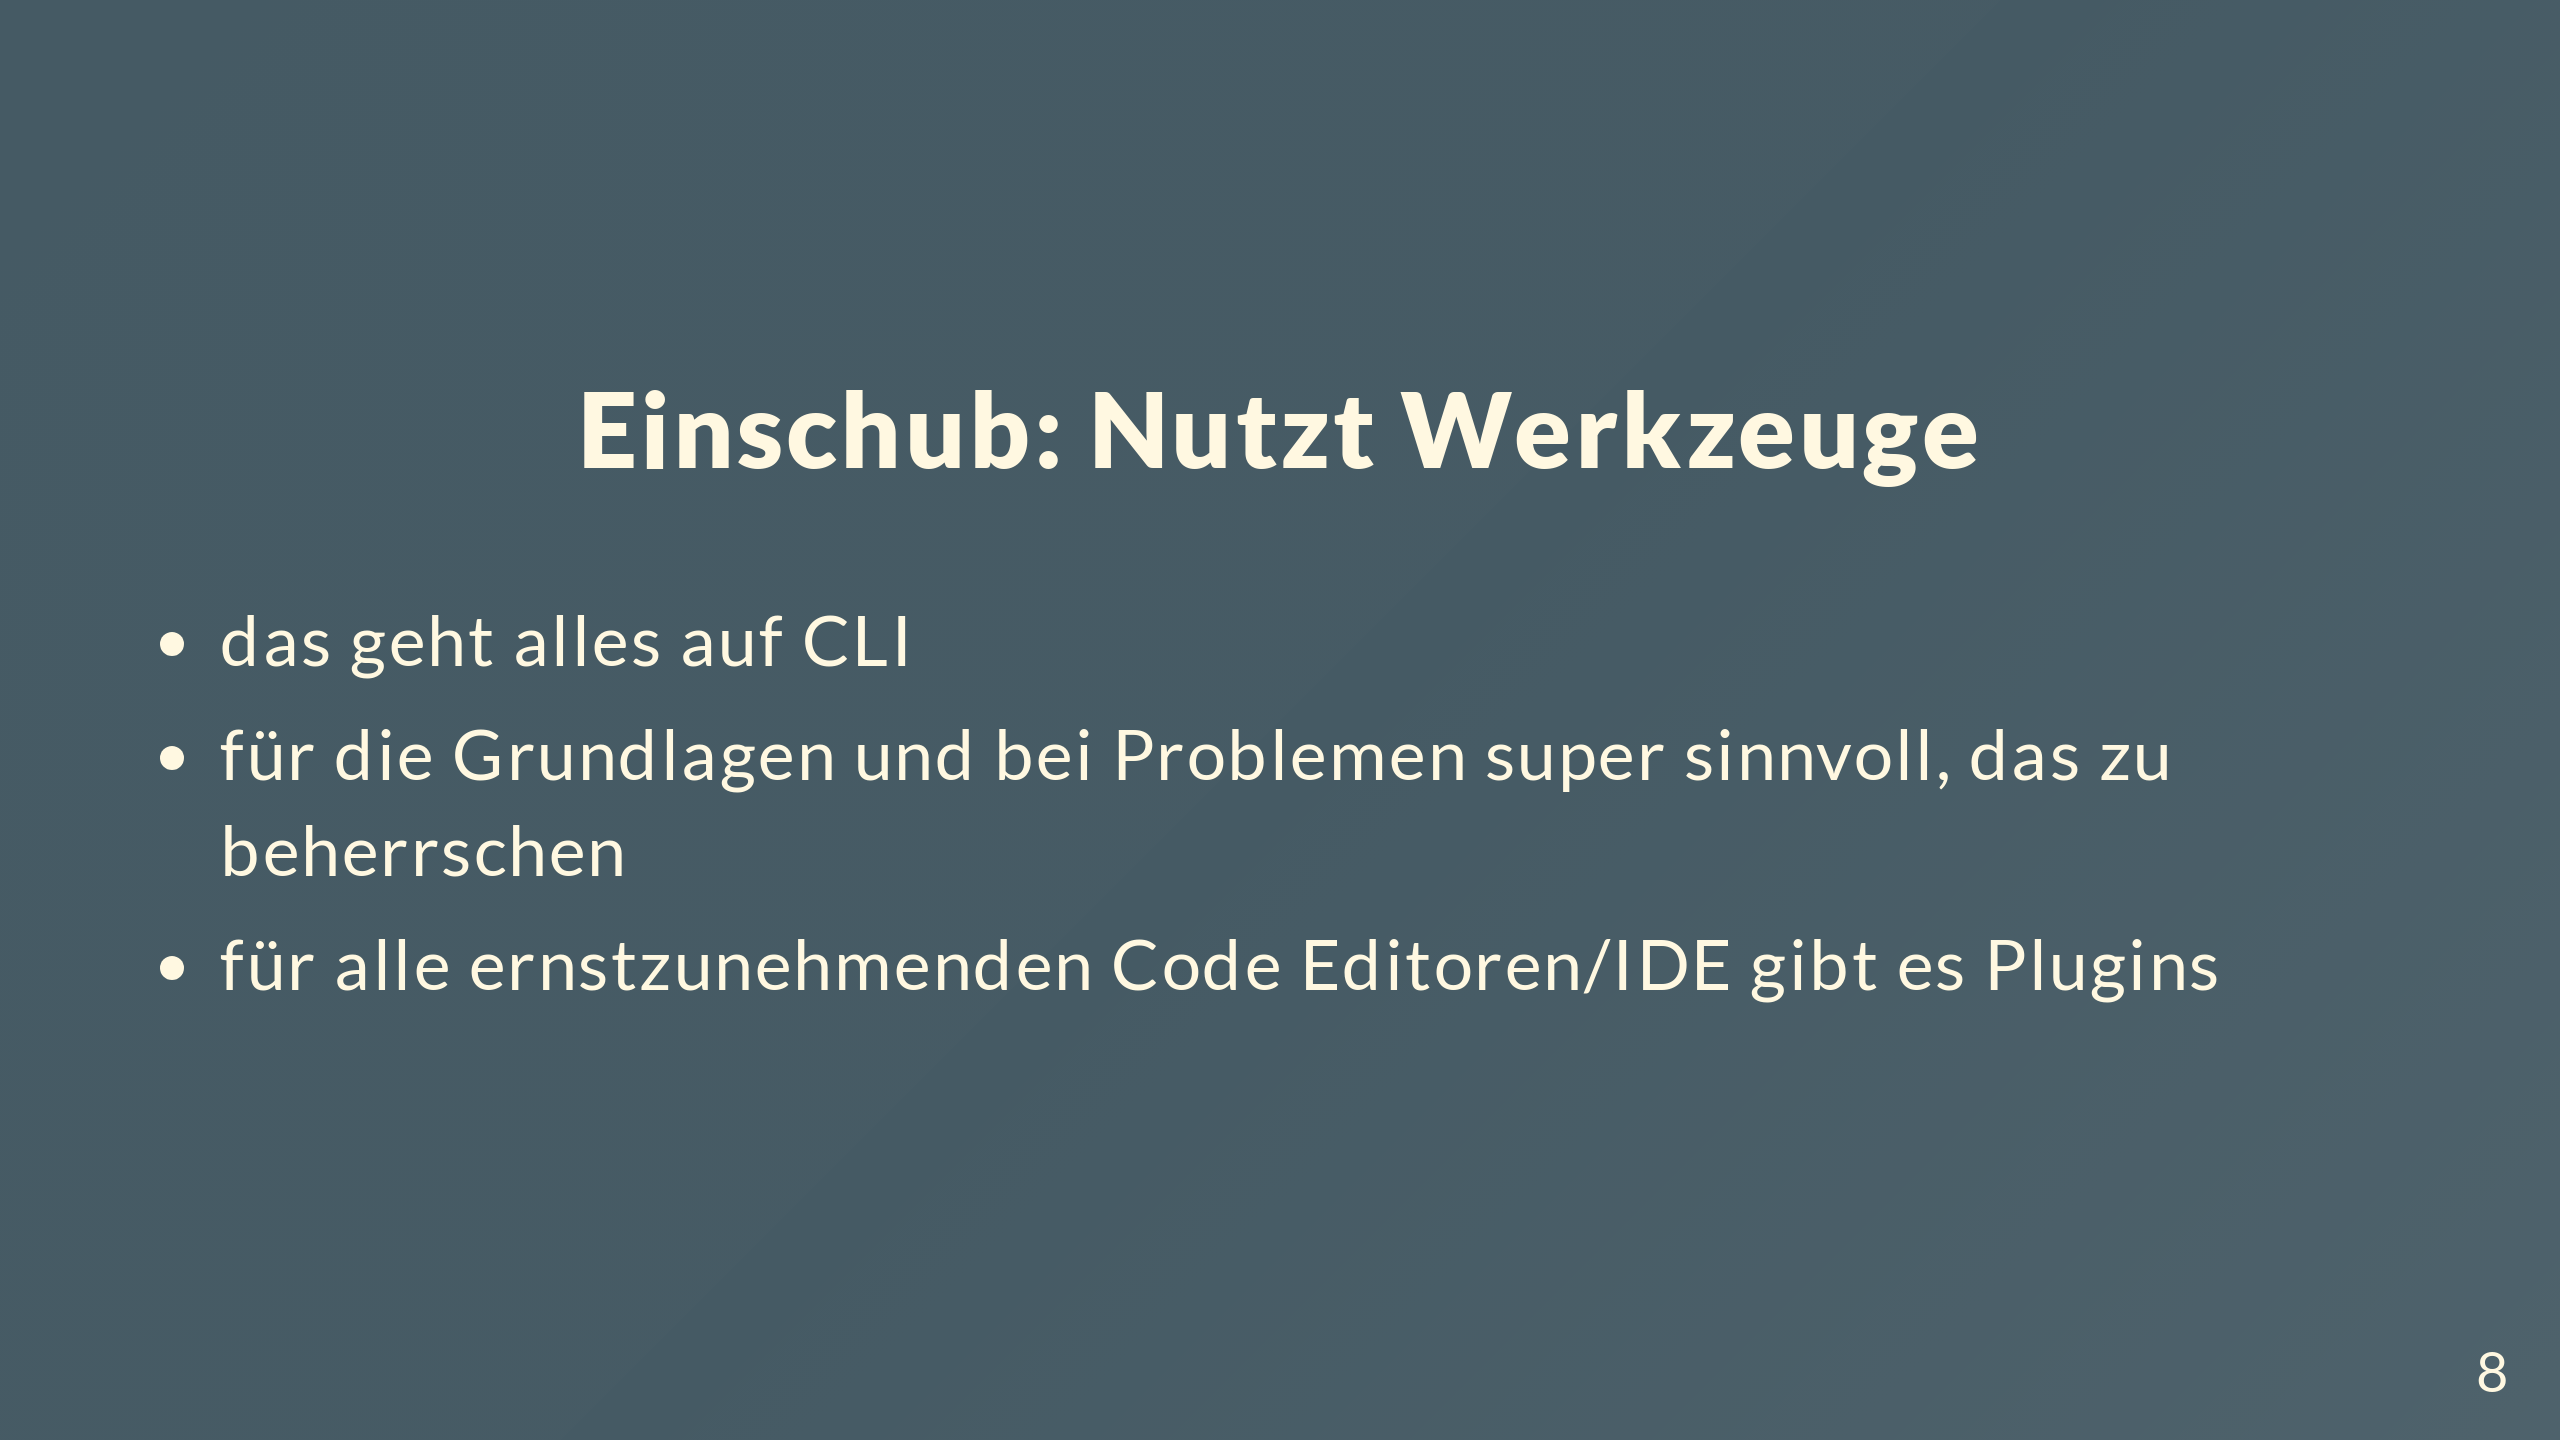 Einschub: Nutzt Werkzeuge
• das geht alles auf CLI
• für die Grundlagen und bei Problemen super sinnvoll, das zu
beherrschen
• für alle ernstzunehmenden Code Editoren/IDE gibt es Plugins
8